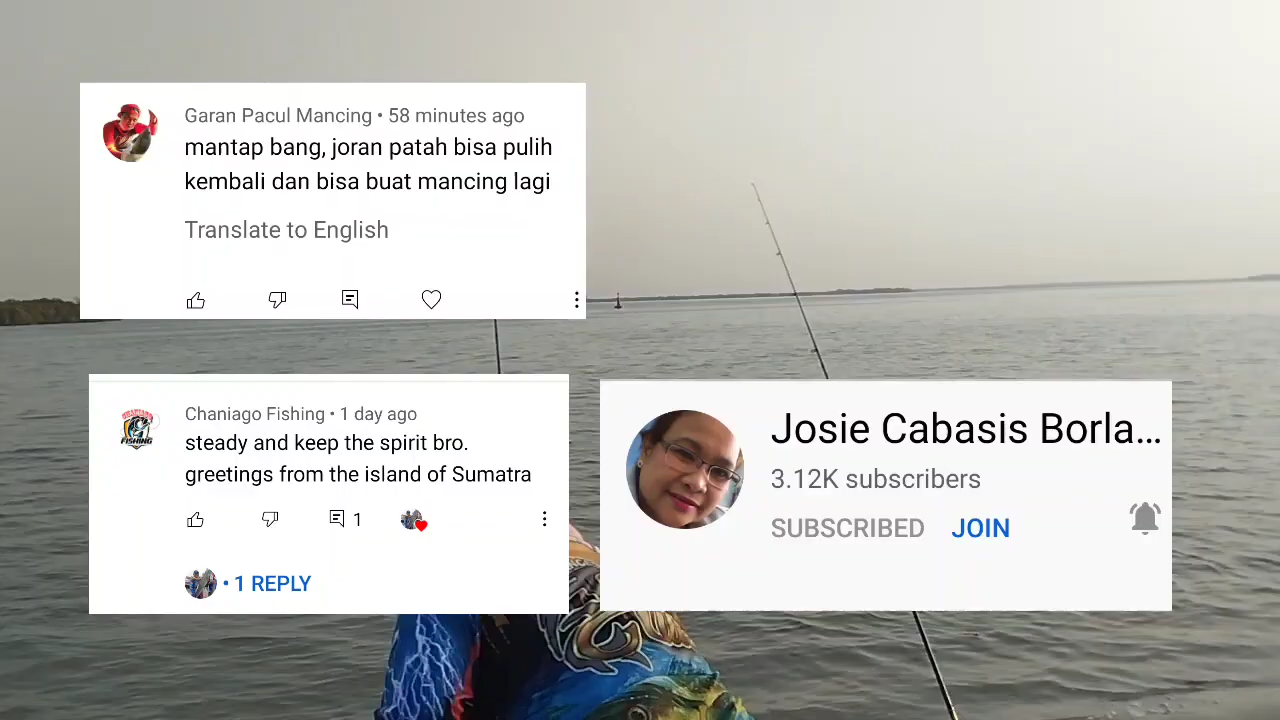 Garan Pacul Mancing • 58 minutes ago
mantap bang, joran patah bisa pulih
kembali dan bisa buat mancing lagi
Translate to English
Chaniago Fishing • 1 day ago
steady and keep the spirit bro.
greetings from the island of Sumatra
1
• 1 REPLY
FISHING
Josie Cabasis Borla...
3.12K subscribers
SUBSCRIBED JOIN